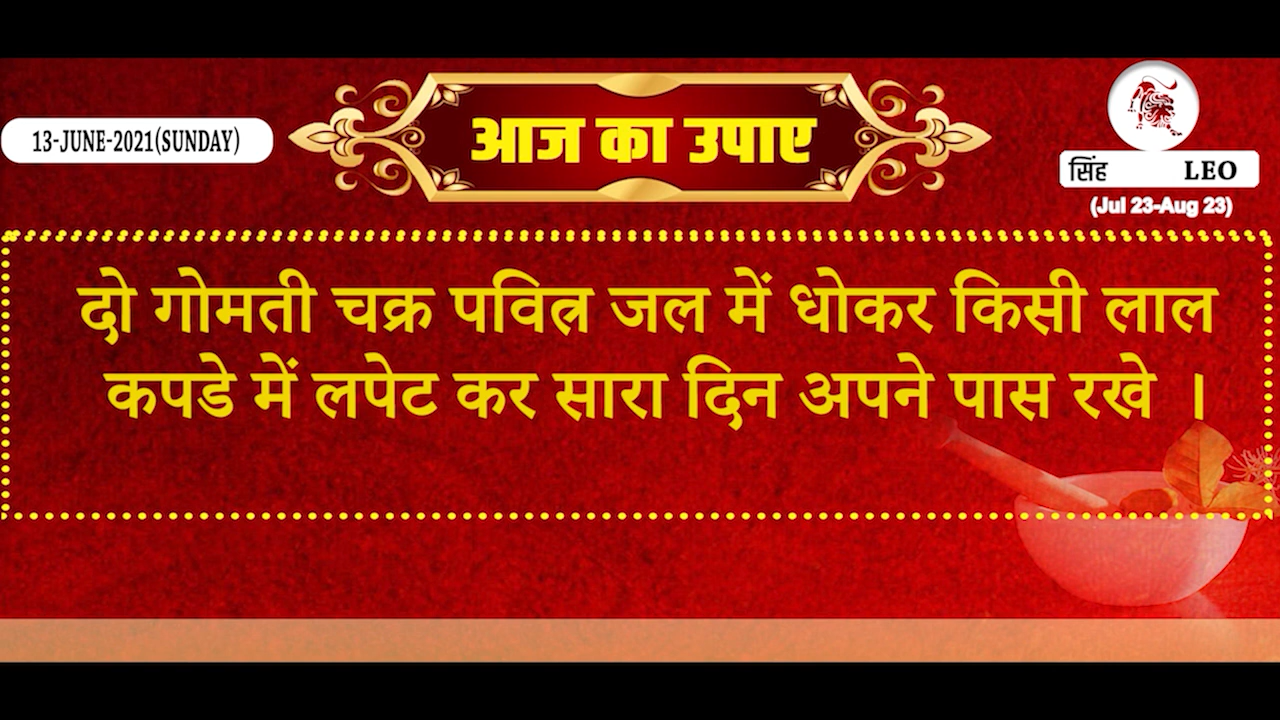 13-JUNE-2021(SUNDAY)
आज का उपाए
सिंह LEO
(Jul 23-Aug 23)
दो गोमती चक्र पवित्र जल में धोकर किसी लाल
कपडे में लपेट कर सारा दिन अपने पास रखे ।